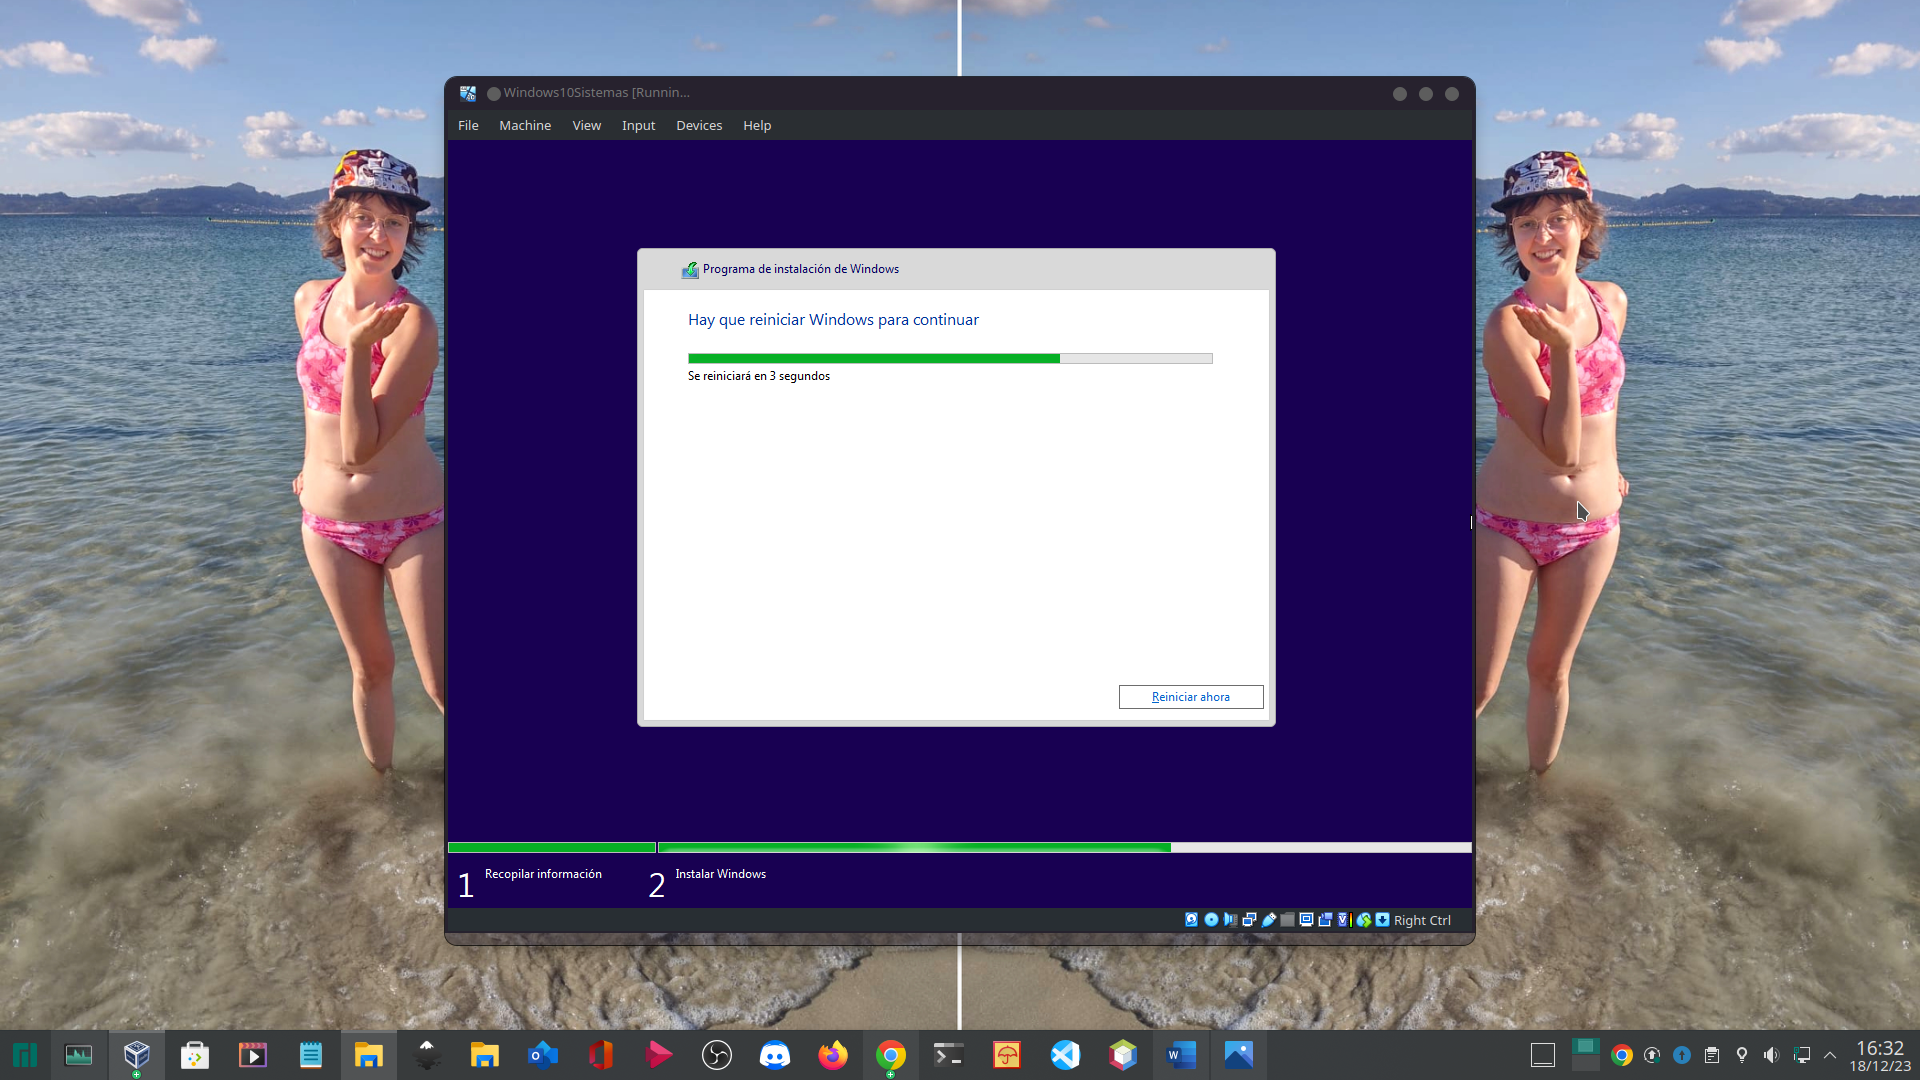 Windows10Sistemas [Runnin...
File Machine View Input Devices Help
Programa de instalación de Windows
Hay que reiniciar Windows para continuar
Se reiniciará en 3 segundos
Reiniciar ahora
1 Recopilar información 2 Instalar Windows
Right Ctrl
16:32
18/12/23